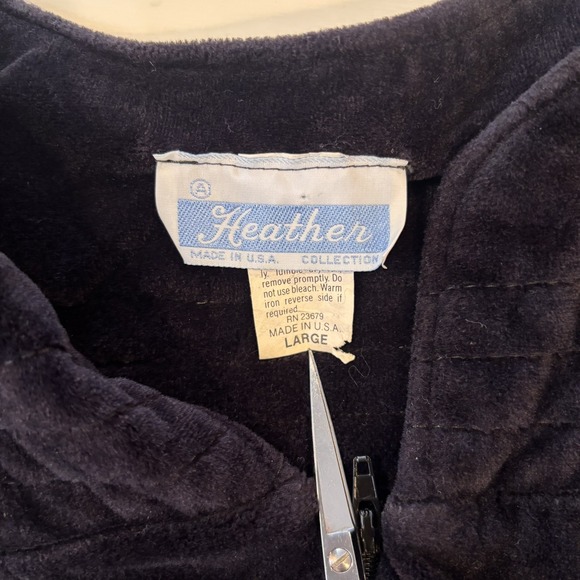 A
Heather
MADE IN U.S.A. COLLECTION
remove promptly. Do
not use bleach. Warm
iron reverse side if
required.
RN 23679
MADE IN U.S.A.
LARGE